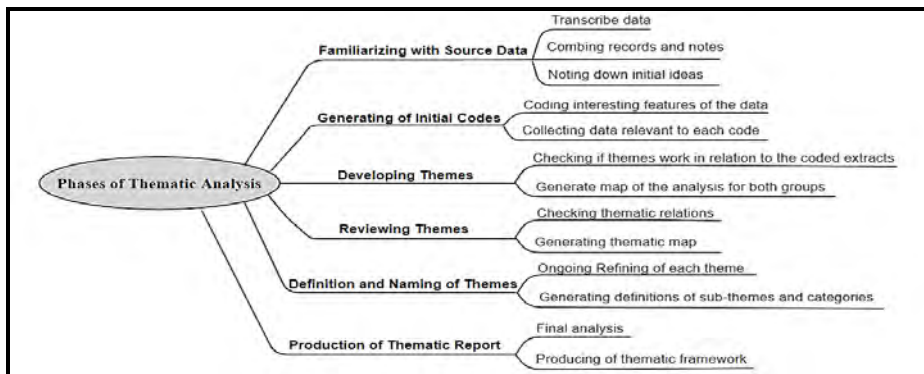 Phases of Thematic Analysis
Familiarizing with Source Data
Transcribe data
Combing records and notes
Noting down initial ideas
Generating of Initial Codes
Coding interesting features of the data
Collecting data relevant to each code
Developing Themes
Checking if themes work in relation to the coded extracts
Generate map of the analysis for both groups
Reviewing Themes
Checking thematic relations
Generating thematic map
Definition and Naming of Themes
Ongoing Refining of each theme
Generating definitions of sub-themes and categories
Production of Thematic Report
Final analysis
Producing of thematic framework